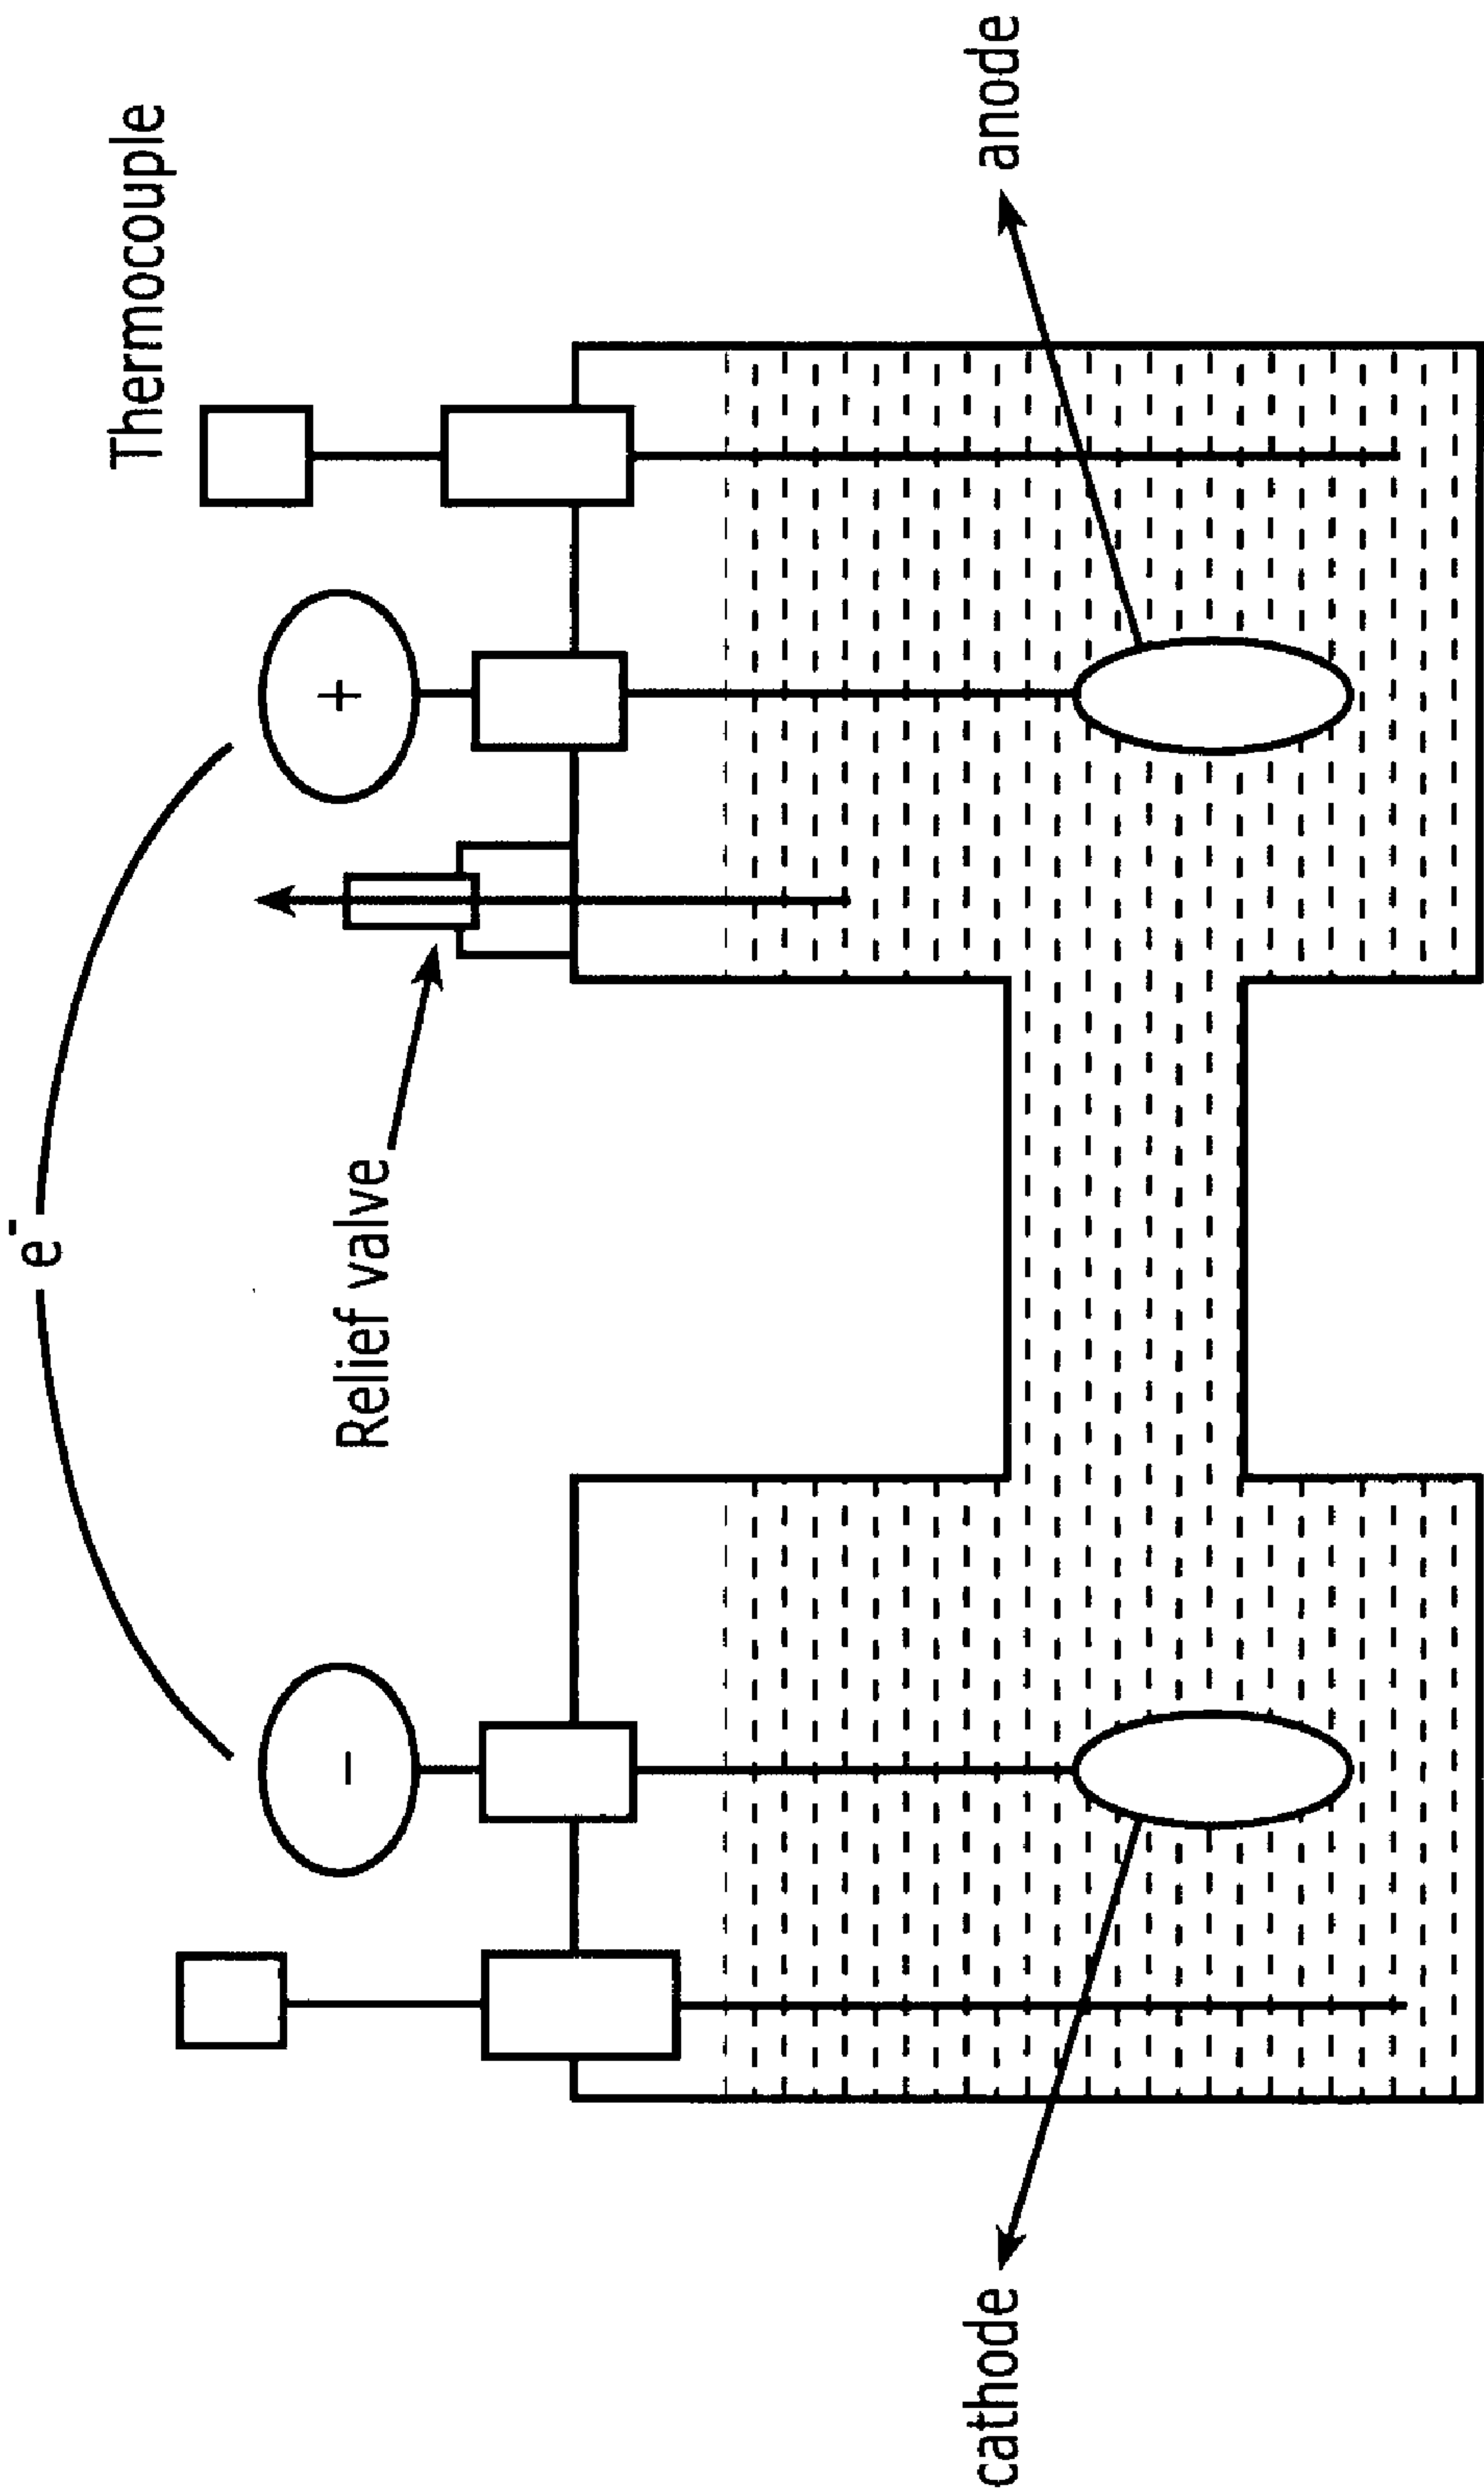 e⁻
Thermocouple
+
−
Relief valve
cathode
anode